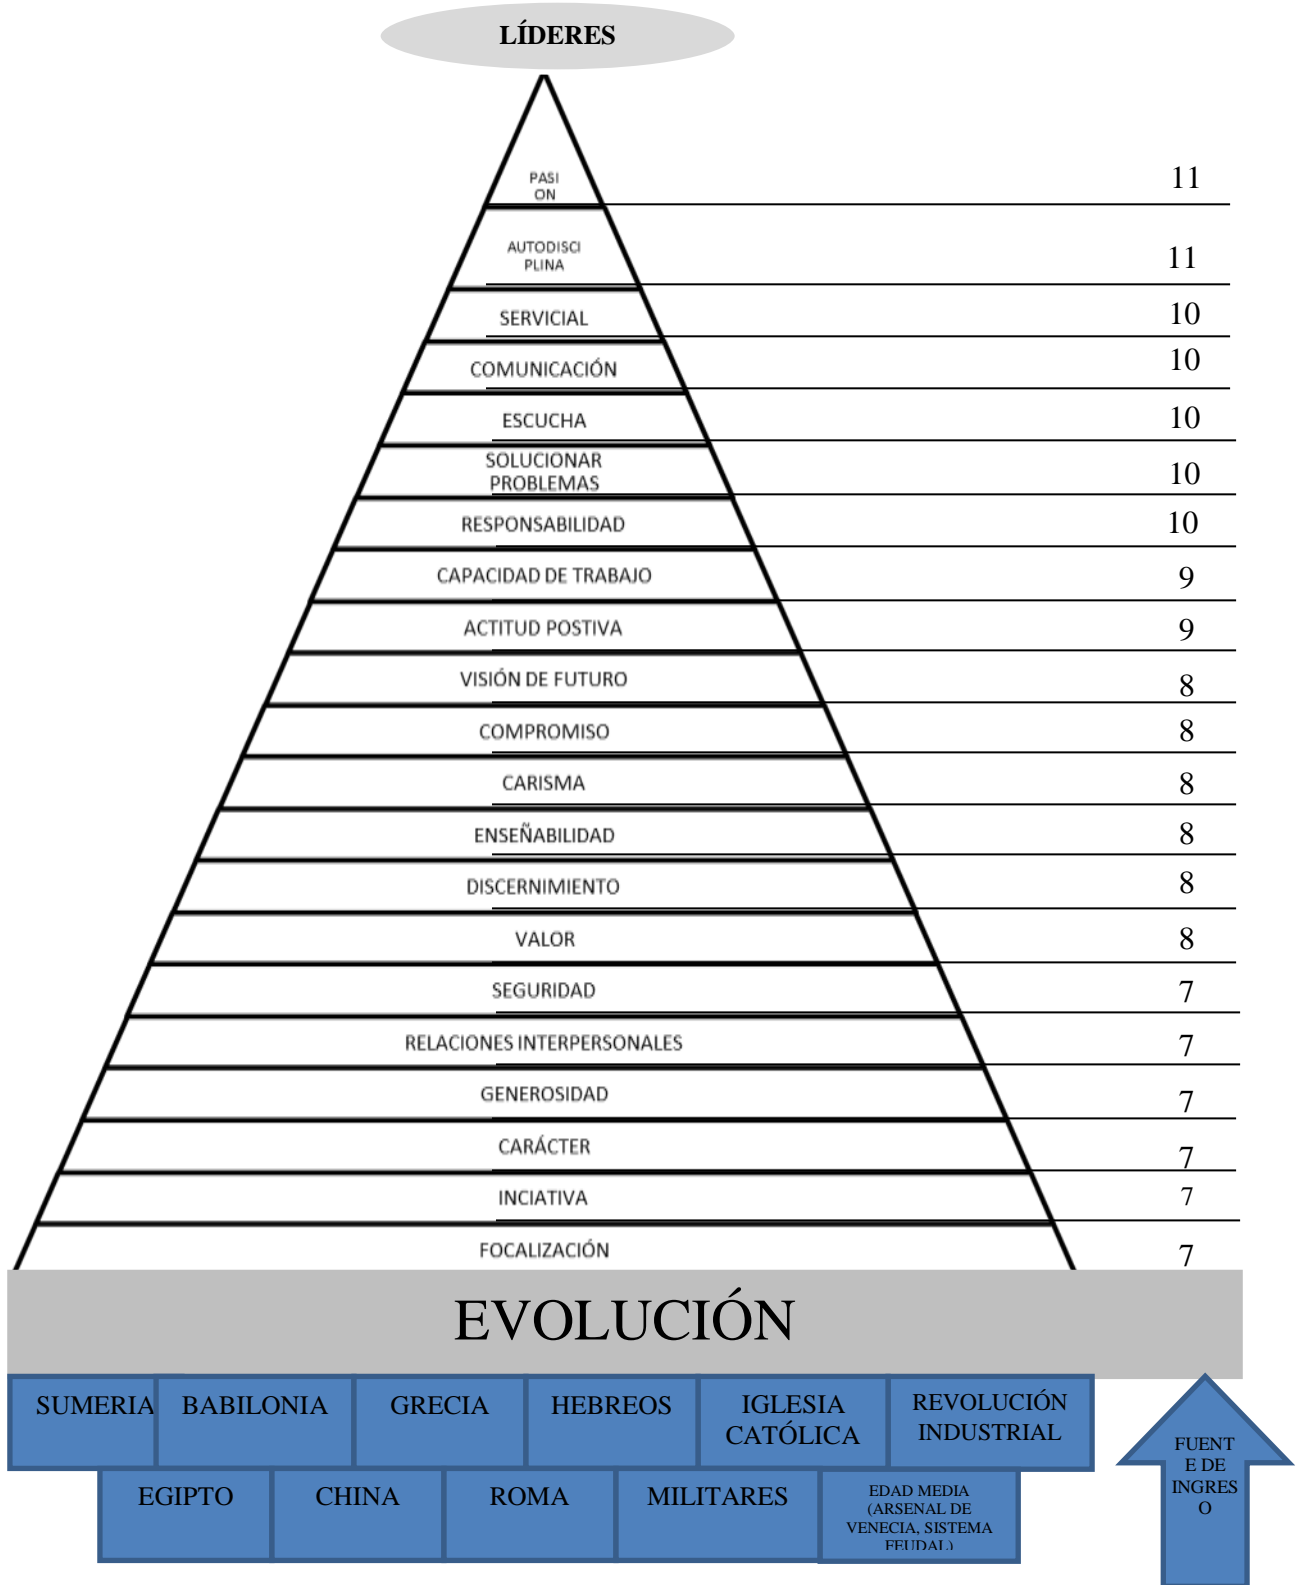 LÍDERES
PASI
ON
11
AUTODISCI
PLINA
11
SERVICIAL
10
COMUNICACIÓN
10
ESCUCHA
10
SOLUCIONAR
PROBLEMAS
10
RESPONSABILIDAD
10
CAPACIDAD DE TRABAJO
9
ACTITUD POSTIVA
9
VISIÓN DE FUTURO
8
COMPROMISO
8
CARISMA
8
ENSEÑABILIDAD
8
DISCERNIMIENTO
8
VALOR
8
SEGURIDAD
7
RELACIONES INTERPERSONALES
7
GENEROSIDAD
7
CARÁCTER
7
INCIATIVA
7
FOCALIZACIÓN
7
EVOLUCIÓN
SUMERIA
BABILONIA
GRECIA
HEBREOS
IGLESIA
CATÓLICA
REVOLUCIÓN
INDUSTRIAL
EGIPTO
CHINA
ROMA
MILITARES
EDAD MEDIA
(ARSENAL DE
VENECIA, SISTEMA
FEUDAL)
FUENT
E DE
INGRES
O